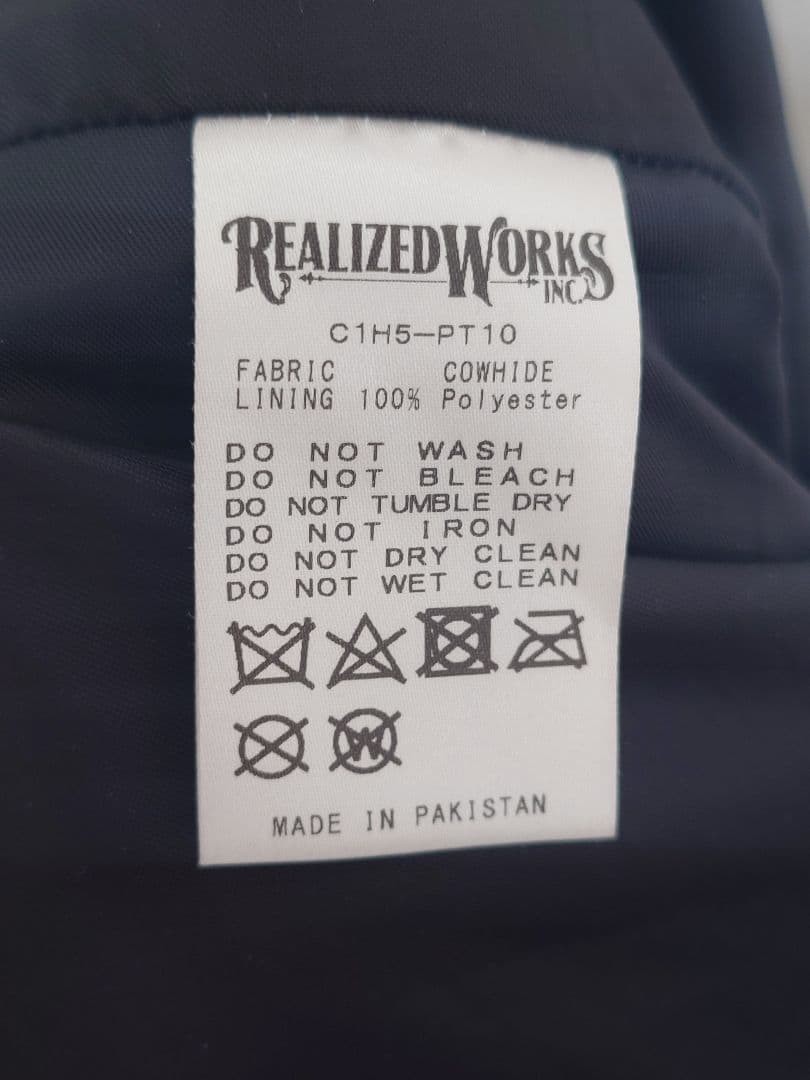 REALIZED WORKS
INC.
C1H5-PT10
FABRIC COWHIDE
LINING 100% Polyester
DO NOT WASH
DO NOT BLEACH
DO NOT TUMBLE DRY
DO NOT IRON
DO NOT DRY CLEAN
DO NOT WET CLEAN
W
MADE IN PAKISTAN